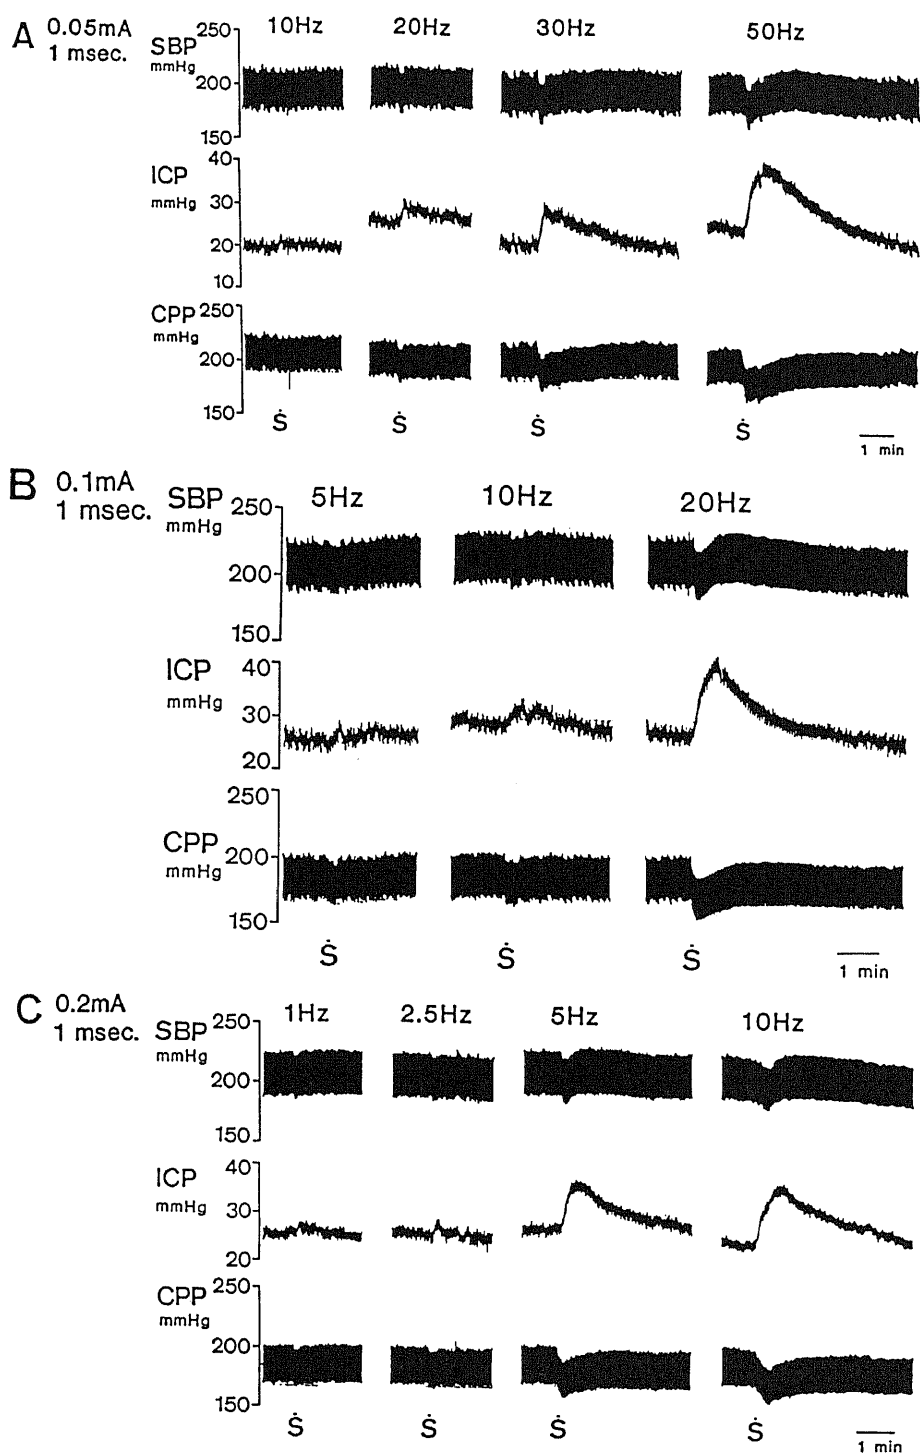 A 0.05mA
1 msec.
10Hz 20Hz 30Hz 50Hz
SBP
mmHg
250
200
150
ICP
mmHg
40
30
20
10
CPP
mmHg
250
200
150
S S S S
1 min
B 0.1mA
1 msec.
5Hz 10Hz 20Hz
SBP
mmHg
250
200
150
ICP
mmHg
40
30
20
CPP
mmHg
250
200
150
S S S
1 min
C 0.2mA
1 msec.
1Hz 2.5Hz 5Hz 10Hz
SBP
mmHg
250
200
150
ICP
mmHg
40
30
20
CPP
mmHg
250
200
150
S S S S
1 min